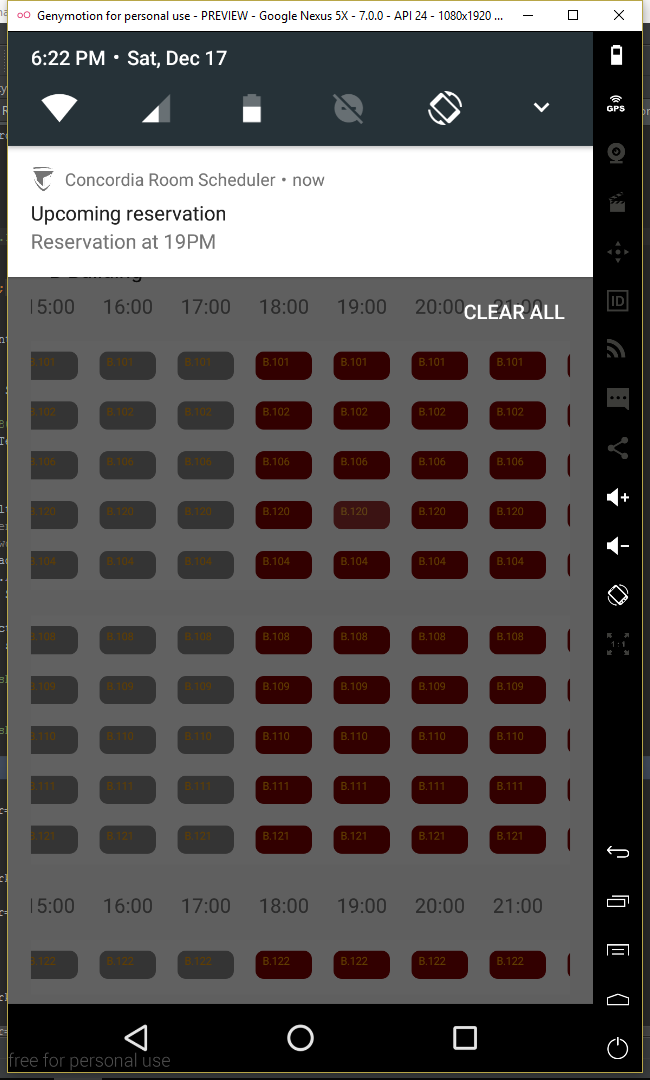 Genymotion for personal use - PREVIEW - Google Nexus 5X - 7.0.0 - API 24 - 1080x1920 ...
6:22 PM • Sat, Dec 17
GPS
Concordia Room Scheduler • now
Upcoming reservation
Reservation at 19PM
15:00 16:00 17:00 18:00 19:00 20:00 21:00
CLEAR ALL
ID
B.101 B.101 B.101 B.101 B.101 B.101 B.101
B.102 B.102 B.102 B.102 B.102 B.102 B.102
B.106 B.106 B.106 B.106 B.106 B.106 B.106
B.120 B.120 B.120 B.120 B.120 B.120 B.120
B.104 B.104 B.104 B.104 B.104 B.104 B.104
B.108 B.108 B.108 B.108 B.108 B.108 B.108
1:1
B.109 B.109 B.109 B.109 B.109 B.109 B.109
B.110 B.110 B.110 B.110 B.110 B.110 B.110
B.111 B.111 B.111 B.111 B.111 B.111 B.111
B.121 B.121 B.121 B.121 B.121 B.121 B.121
15:00 16:00 17:00 18:00 19:00 20:00 21:00
B.122 B.122 B.122 B.122 B.122 B.122 B.122
free for personal use